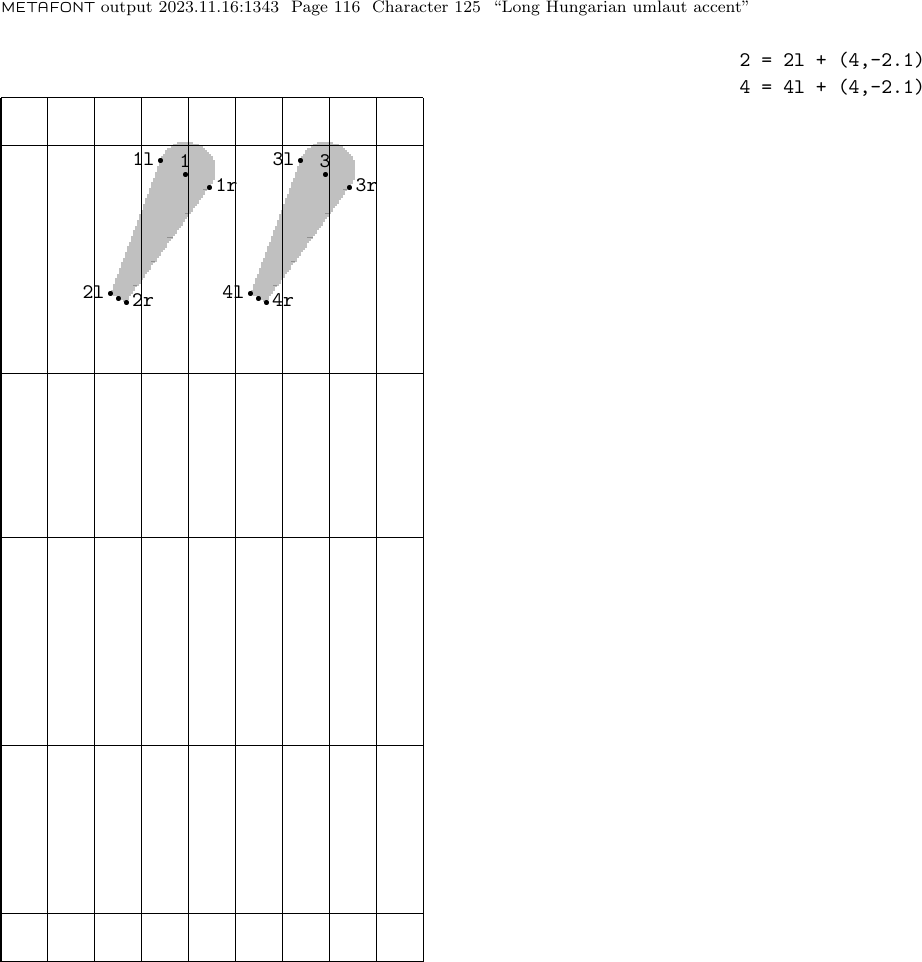 METAFONT output 2023.11.16:1343 Page 116 Character 125 “Long Hungarian umlaut accent”
2 = 2l + (4,-2.1)
4 = 4l + (4,-2.1)
1l 1 3l 3
1r 3r
2l 2r 4l 4r